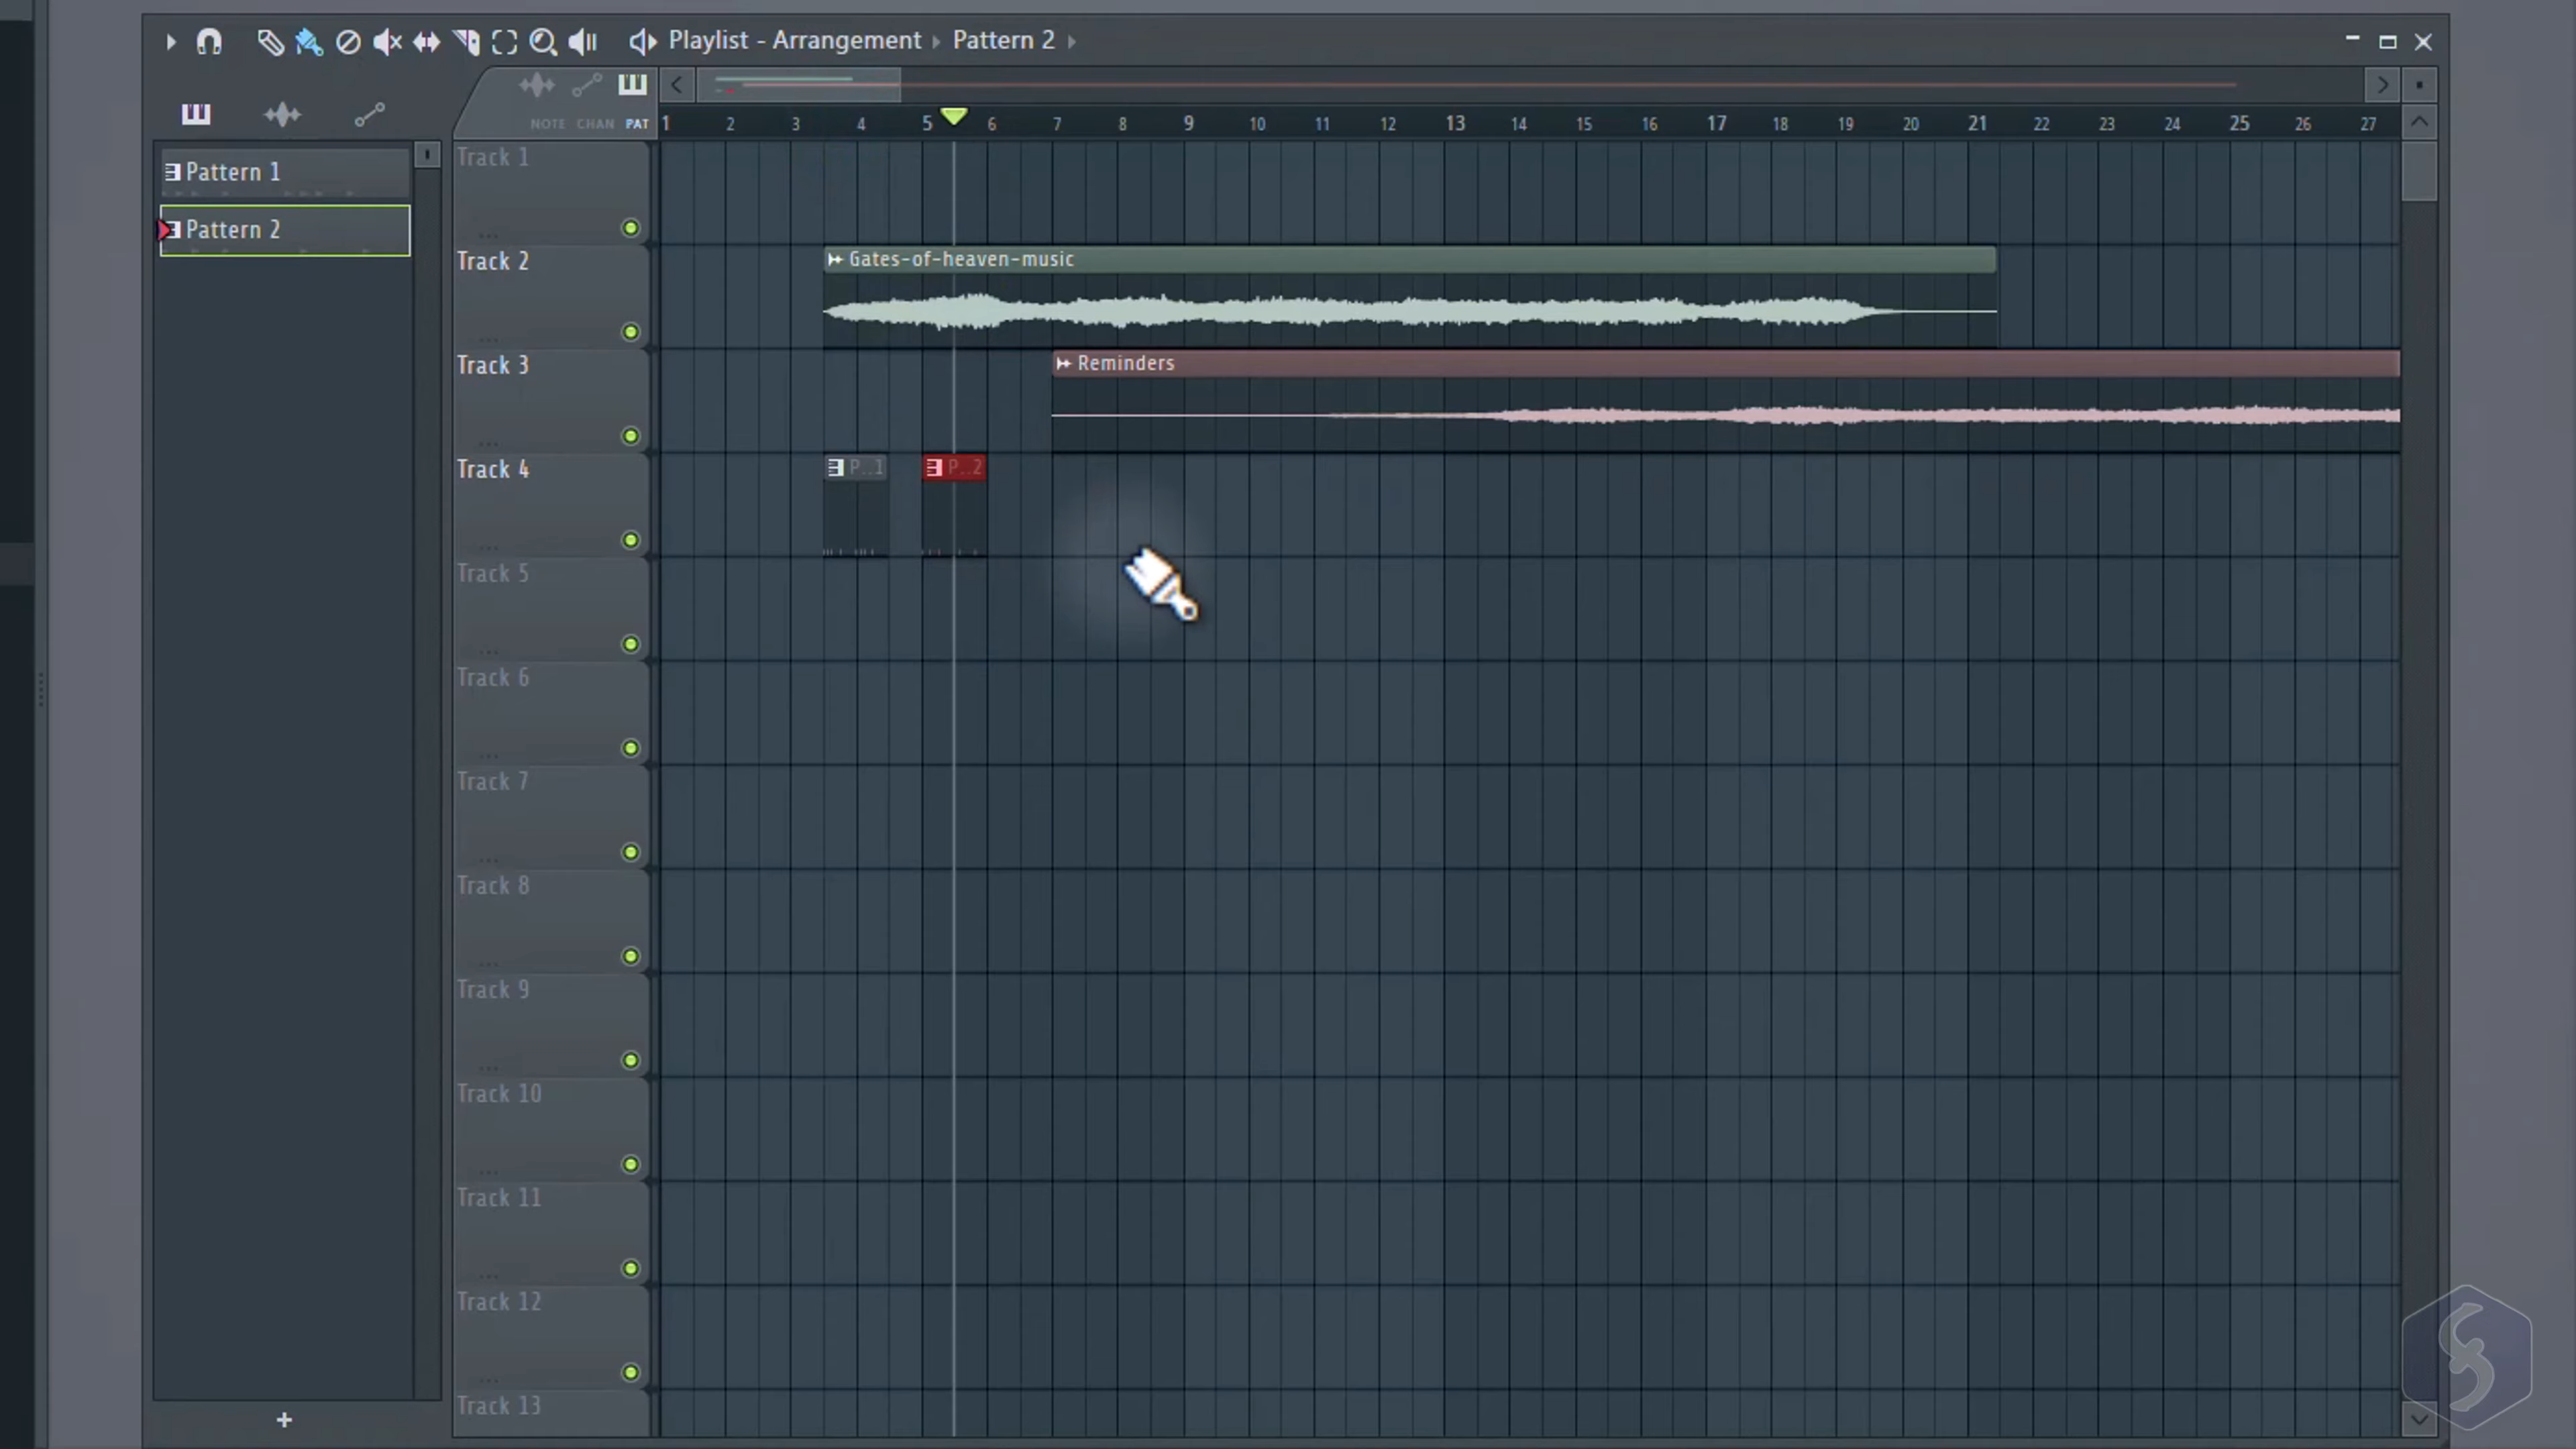 Playlist - Arrangement Pattern 2
NOTE CHAN PAT
1 2 3 4 5 6 7 8 9 10 11 12 13 14 15 16 17 18 19 20 21 22 23 24 25 26 27
Pattern 1
Pattern 2
Track 1
Track 2
Gates-of-heaven-music
Track 3
Reminders
Track 4
P..1
P..2
Track 5
Track 6
Track 7
Track 8
Track 9
Track 10
Track 11
Track 12
Track 13